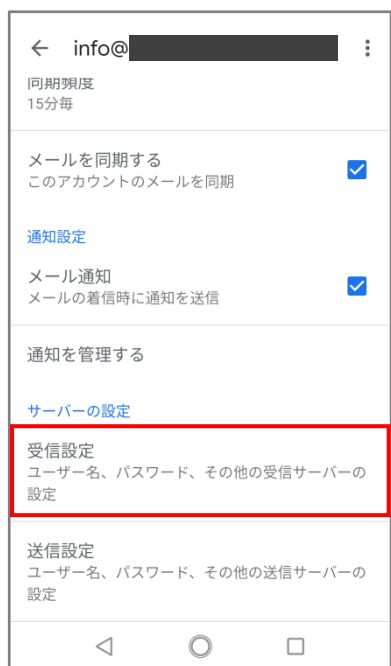 info@
同期頻度
15分毎
メールを同期する
このアカウントのメールを同期
通知設定
メール通知
メールの着信時に通知を送信
通知を管理する
サーバーの設定
受信設定
ユーザー名、パスワード、その他の受信サーバーの
設定
送信設定
ユーザー名、パスワード、その他の送信サーバーの
設定